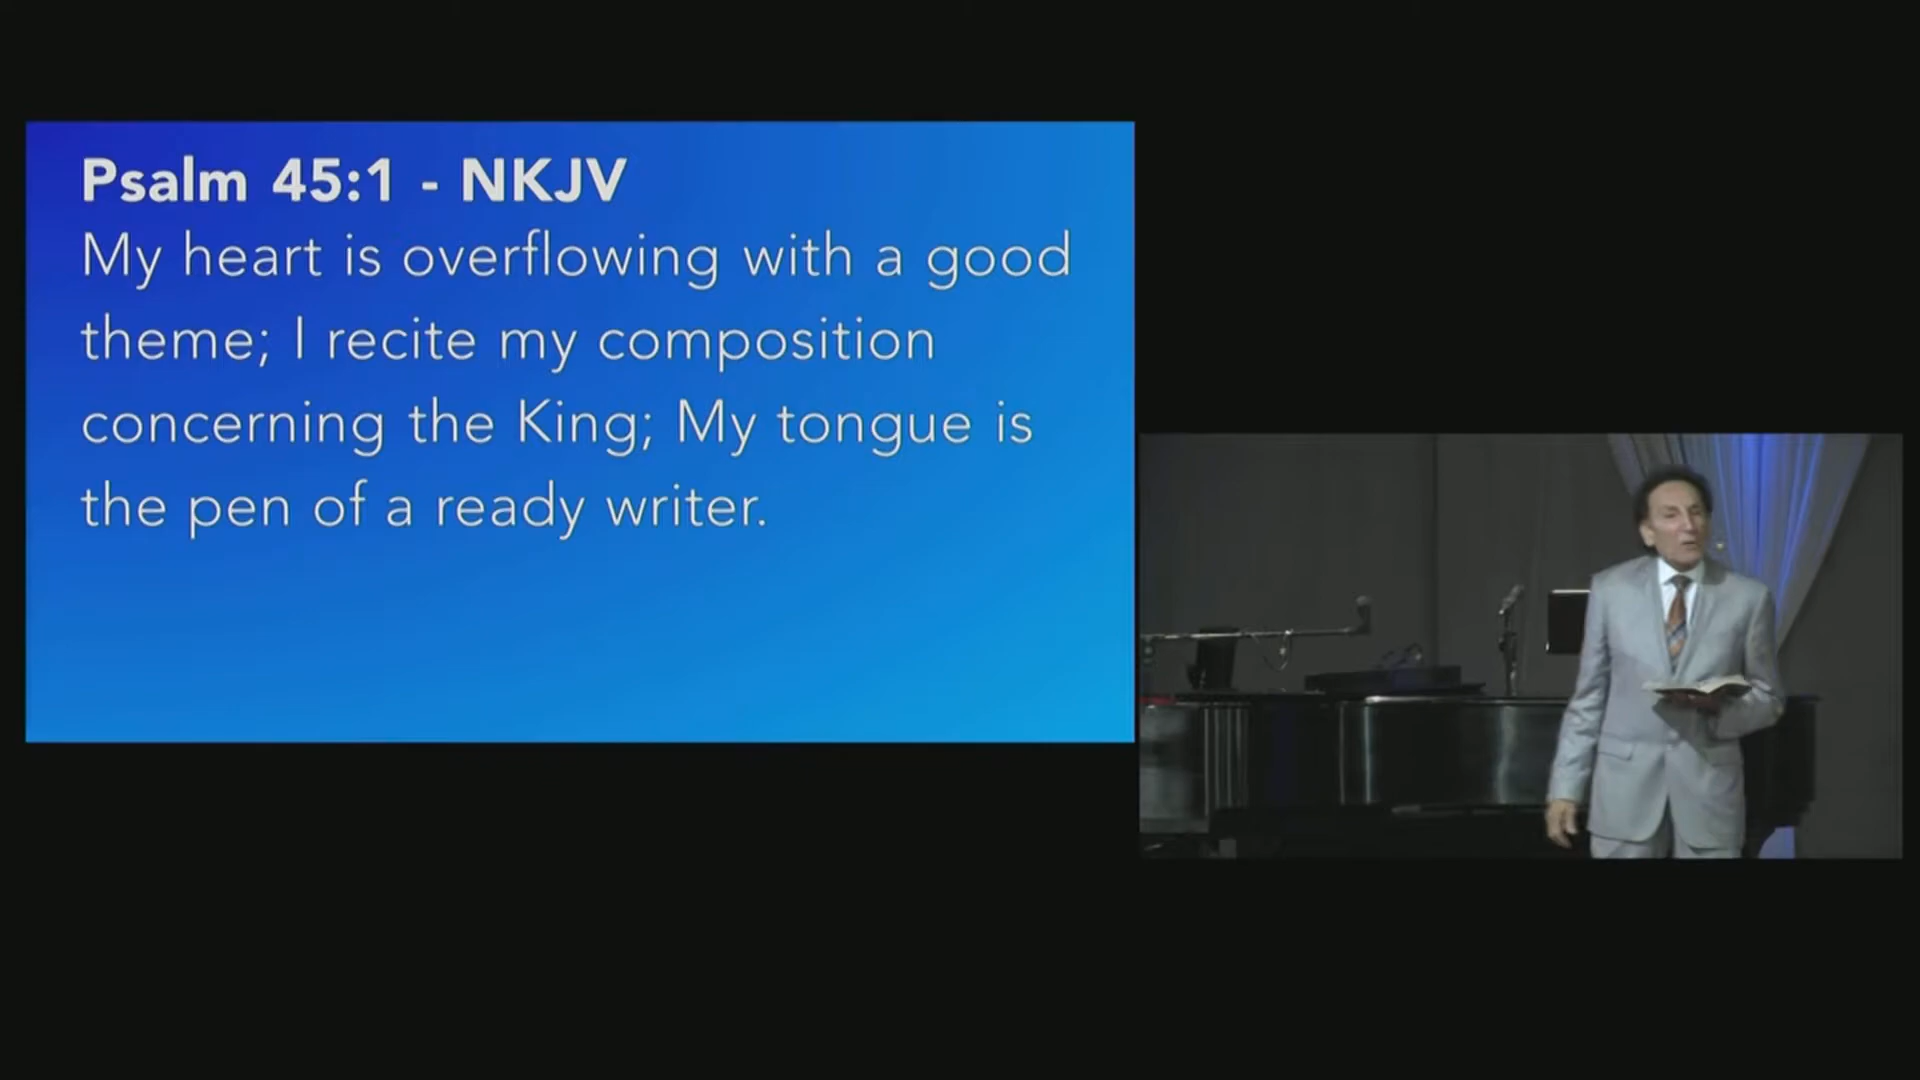 Psalm 45:1 - NKJV
My heart is overflowing with a good
theme; I recite my composition
concerning the King; My tongue is
the pen of a ready writer.